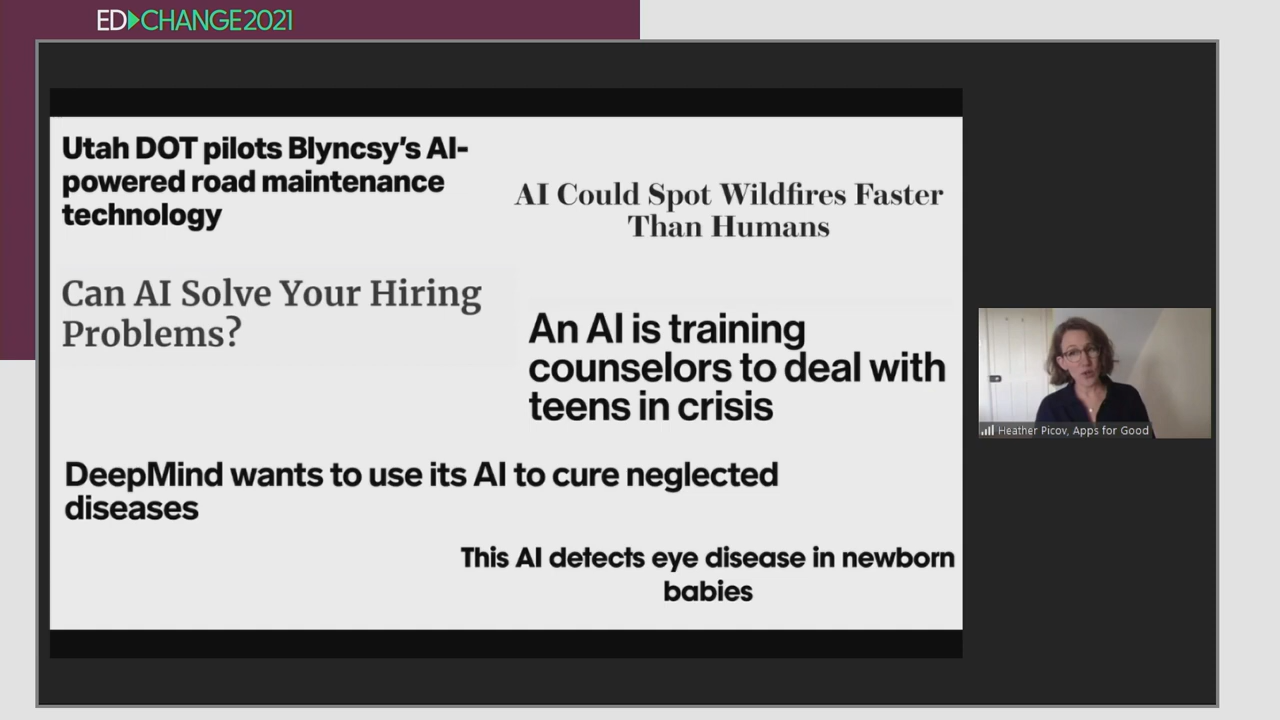 ED CHANGE2021
Utah DOT pilots Blyncsy's AI-
powered road maintenance
technology
AI Could Spot Wildfires Faster
Than Humans
Can AI Solve Your Hiring
Problems?
An AI is training
counselors to deal with
teens in crisis
DeepMind wants to use its AI to cure neglected
diseases
This AI detects eye disease in newborn
babies
Heather Picov, Apps for Good